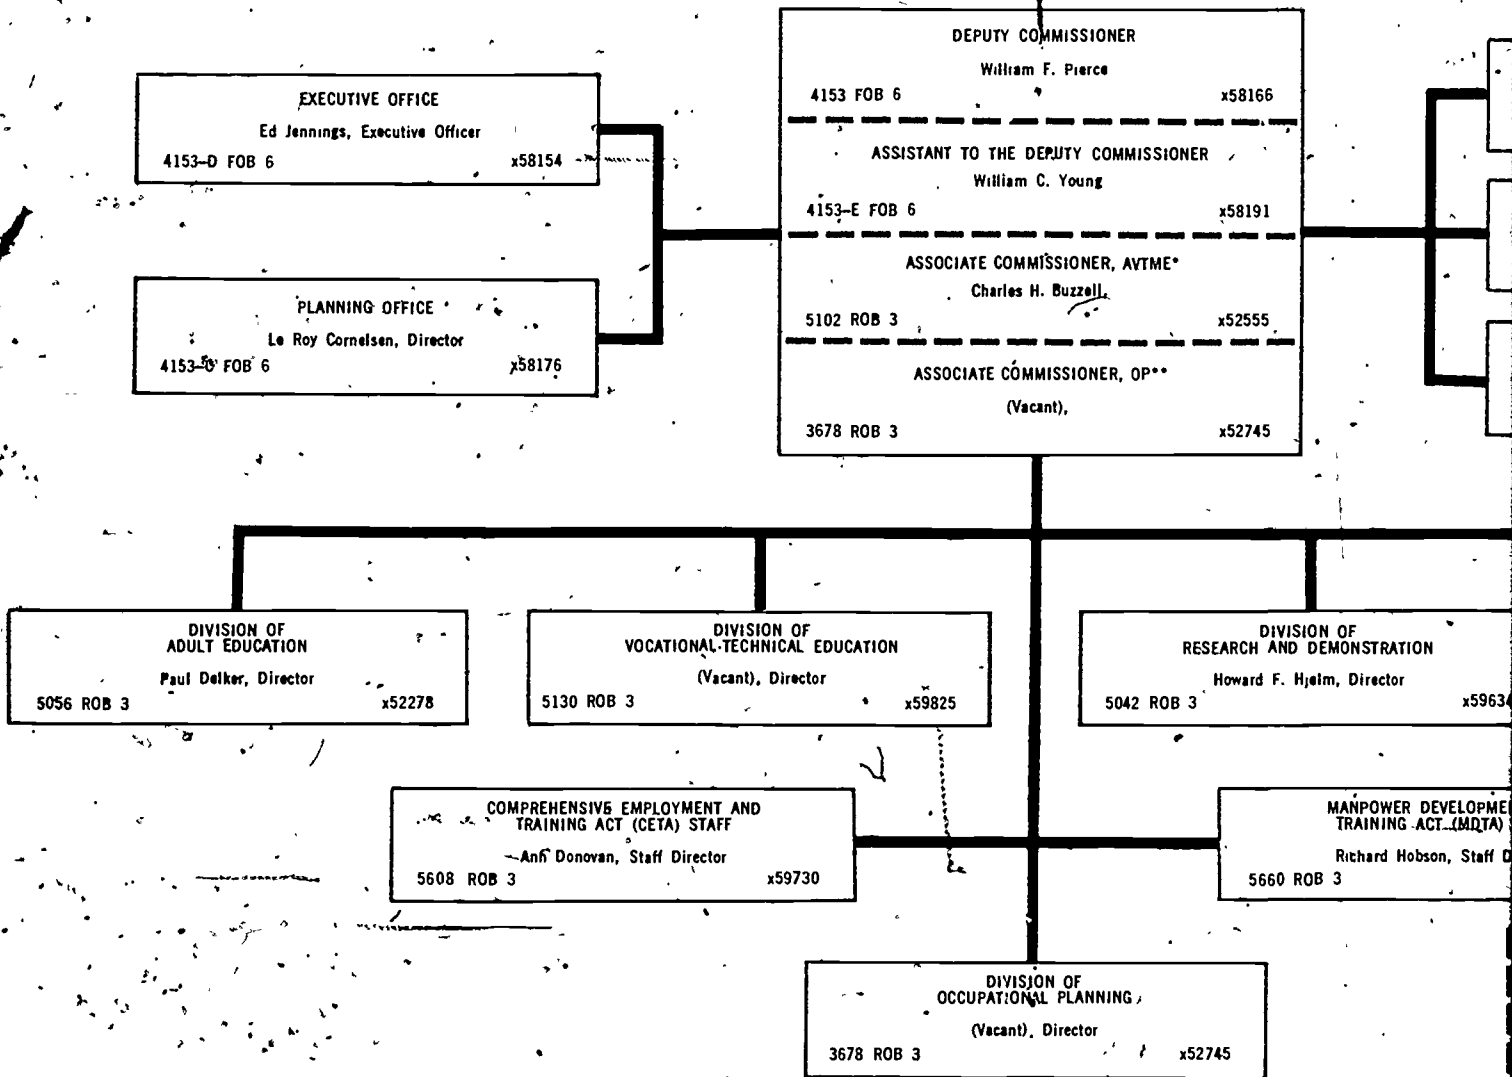 DEPUTY COMMISSIONER
William F. Pierce
4153 FOB 6 x58166
ASSISTANT TO THE DEPUTY COMMISSIONER
William C. Young
4153-E FOB 6 x58191
ASSOCIATE COMMISSIONER, AVTME*
Charles H. Buzzell
5102 ROB 3 x52555
ASSOCIATE COMMISSIONER, OP**
(Vacant),
3678 ROB 3 x52745
EXECUTIVE OFFICE
Ed Jennings, Executive Officer
4153-D FOB 6 x58154
PLANNING OFFICE
Le Roy Cornelsen, Director
FOB 6 x58176
DIVISION OF
ADULT EDUCATION
Paul Delker, Director
5056 ROB 3 x52278
DIVISION OF
VOCATIONAL-TECHNICAL EDUCATION
(Vacant), Director
5130 ROB 3 x59825
DIVISION OF
RESEARCH AND DEMONSTRATION
Howard F. Hjelm, Director
5042 ROB 3 x59634
COMPREHENSIVE EMPLOYMENT AND
TRAINING ACT (CETA) STAFF
Ann Donovan, Staff Director
5608 ROB 3 x59730
MANPOWER DEVELOPME
TRAINING ACT (MDTA)
Richard Hobson, Staff D
5660 ROB 3
DIVISION OF
OCCUPATIONAL PLANNING
(Vacant), Director
3678 ROB 3 x52745